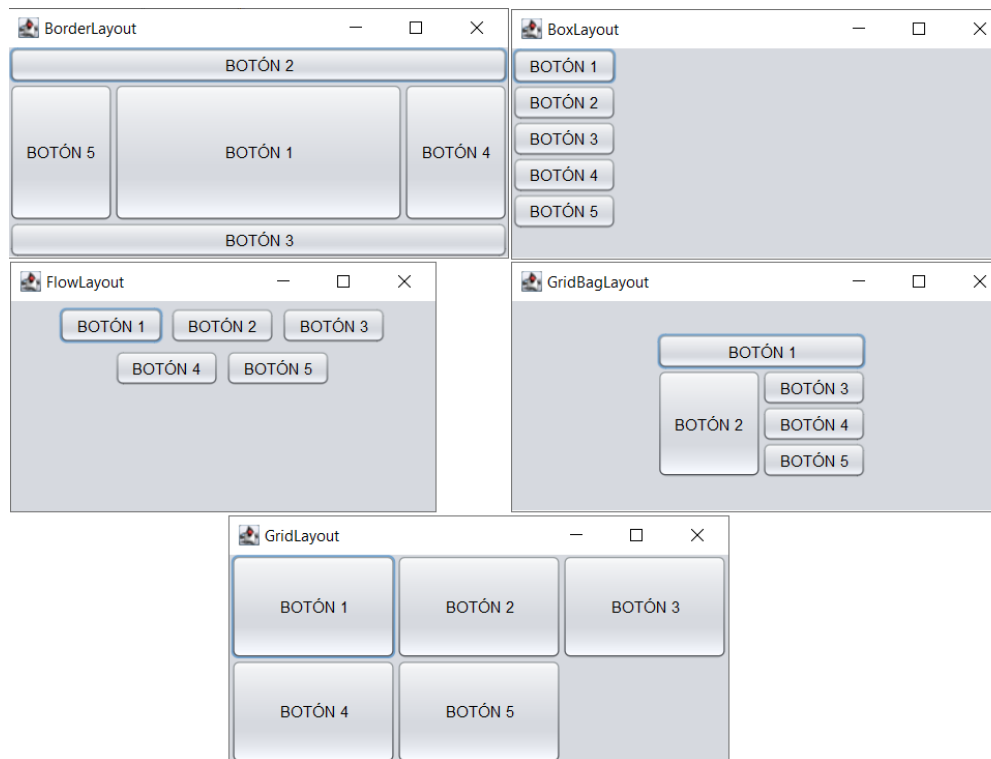 BorderLayout
BOTÓN 2
BOTÓN 5 BOTÓN 1 BOTÓN 4
BOTÓN 3
BoxLayout
BOTÓN 1
BOTÓN 2
BOTÓN 3
BOTÓN 4
BOTÓN 5
FlowLayout
BOTÓN 1 BOTÓN 2 BOTÓN 3
BOTÓN 4 BOTÓN 5
GridBagLayout
BOTÓN 1
BOTÓN 3
BOTÓN 2 BOTÓN 4
BOTÓN 5
GridLayout
BOTÓN 1 BOTÓN 2 BOTÓN 3
BOTÓN 4 BOTÓN 5